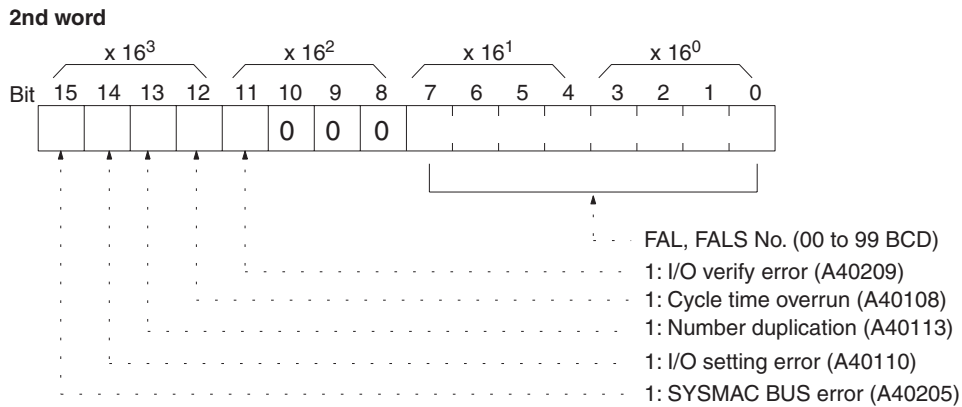 2nd word
x 16³ x 16² x 16¹ x 16⁰
Bit 15 14 13 12 11 10 9 8 7 6 5 4 3 2 1 0
0 0 0
FAL, FALS No. (00 to 99 BCD)
1: I/O verify error (A40209)
1: Cycle time overrun (A40108)
1: Number duplication (A40113)
1: I/O setting error (A40110)
1: SYSMAC BUS error (A40205)